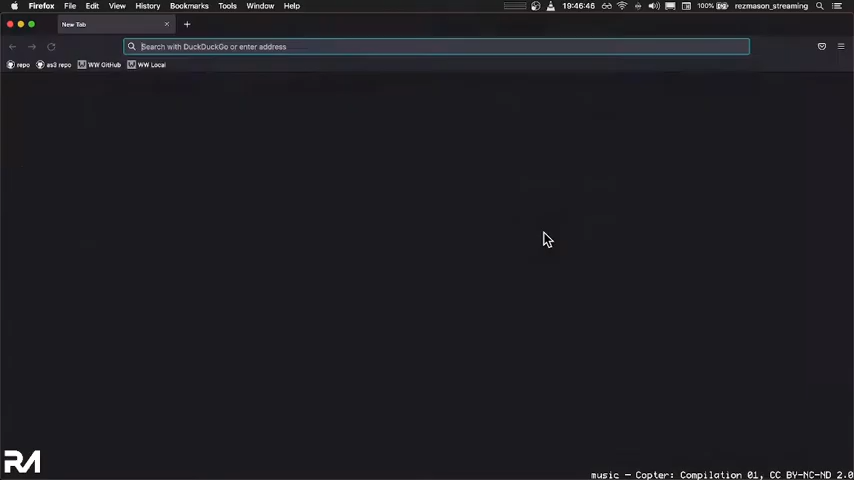 Firefox File Edit View History Bookmarks Tools Window Help 19:46:46 100% rezmason_streaming
New Tab
Search with DuckDuckGo or enter address
repo as3 repo WW GitHub WW Local
RM
music – Copter: Compilation 01, CC BY-NC-ND 2.0